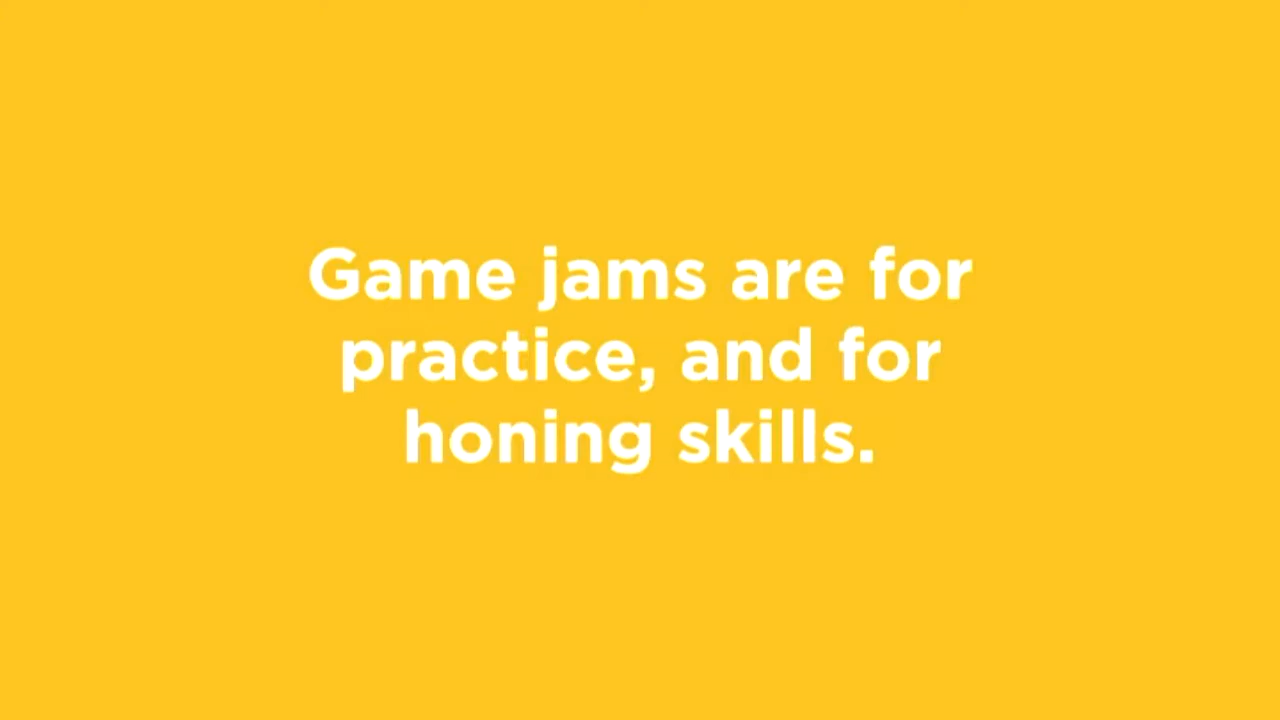 Game jams are for
practice, and for
honing skills.